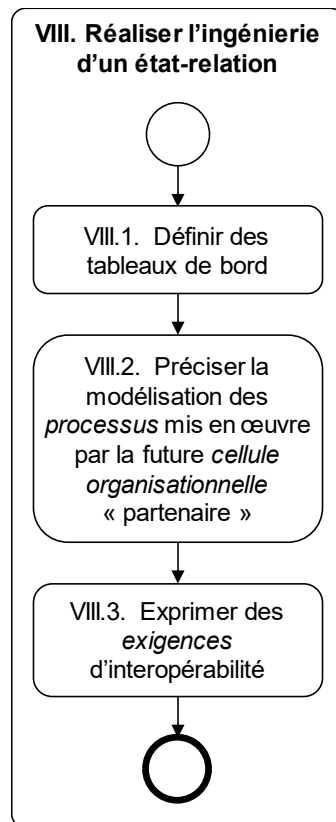 VIII. Réaliser l’ingénierie
d’un état-relation
VIII.1. Définir des
tableaux de bord
VIII.2. Préciser la
modélisation des
processus mis en œuvre
par la future cellule
organisationnelle
« partenaire »
VIII.3. Exprimer des
exigences
d’interopérabilité